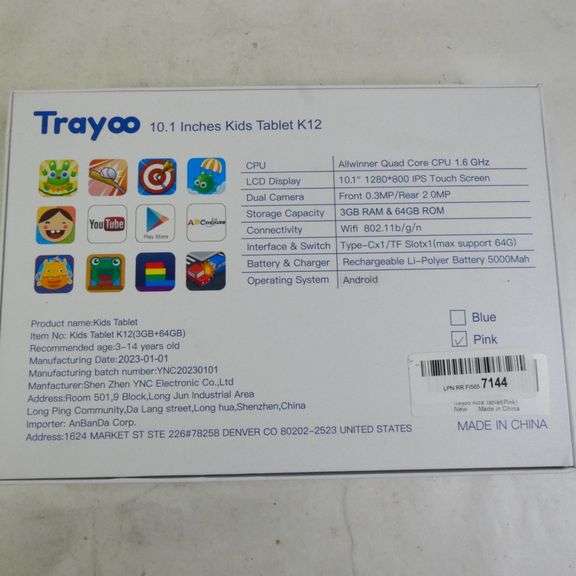 Trayoo 10.1 Inches Kids Tablet K12
CPU Allwinner Quad Core CPU 1.6 GHz
LCD Display 10.1" 1280*800 IPS Touch Screen
Dual Camera Front 0.3MP/Rear 2.0MP
Storage Capacity 3GB RAM & 64GB ROM
Connectivity Wifi 802.11b/g/n
Interface & Switch Type-Cx1/TF Slotx1(max support 64G)
Battery & Charger Rechargeable Li-Polyer Battery 5000Mah
Operating System Android
YouTube
Play Store
Product name:Kids Tablet
Item No: Kids Tablet K12(3GB+64GB)
Recommended age:3-14 years old
Manufacturing Date:2023-01-01
Manufacturing batch number:YNC20230101
Manfacturer:Shen Zhen YNC Electronic Co.,Ltd
Address:Room 501,9 Block,Long Jun Industrial Area
Long Ping Community,Da Lang street,Long hua,Shenzhen,China
Importer: AnBanDa Corp.
Address:1624 MARKET ST STE 226#78258 DENVER CO 80202-2523 UNITED STATES
Blue
Pink
7144
New Made in China
MADE IN CHINA